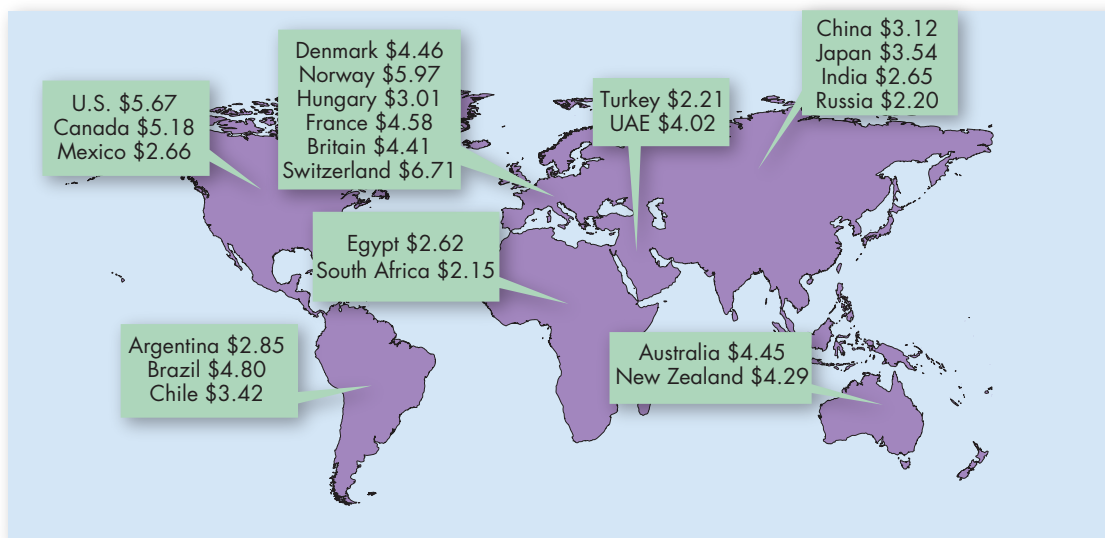 U.S. $5.67
Canada $5.18
Mexico $2.66
Denmark $4.46
Norway $5.97
Hungary $3.01
France $4.58
Britain $4.41
Switzerland $6.71
Turkey $2.21
UAE $4.02
China $3.12
Japan $3.54
India $2.65
Russia $2.20
Egypt $2.62
South Africa $2.15
Argentina $2.85
Brazil $4.80
Chile $3.42
Australia $4.45
New Zealand $4.29